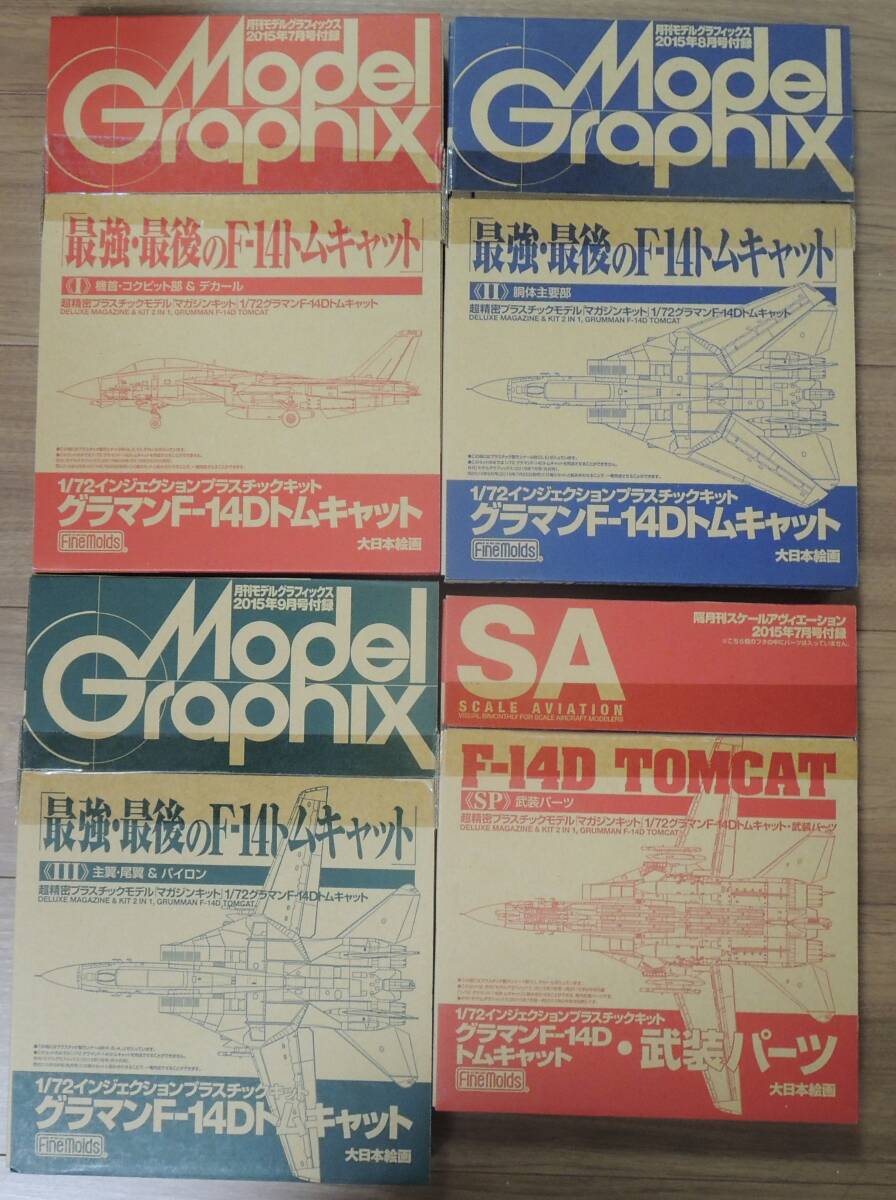 月刊モデルグラフィックス
2015年7月号付録
Model
Graphix
「最強・最後のF-14トムキャット」
《I》機首・コクピット部 & デカール
超精密プラスチックモデル「マガジンキット」1/72グラマンF-14Dトムキャット
DELUXE MAGAZINE & KIT 2 IN 1, GRUMMAN F-14D TOMCAT
1/72インジェクションプラスチックキット
グラマンF-14Dトムキャット
FineMolds®
大日本絵画
月刊モデルグラフィックス
2015年8月号付録
Model
Graphix
「最強・最後のF-14トムキャット」
《II》胴体主要部
超精密プラスチックモデル「マガジンキット」1/72グラマンF-14Dトムキャット
DELUXE MAGAZINE & KIT 2 IN 1, GRUMMAN F-14D TOMCAT
1/72インジェクションプラスチックキット
グラマンF-14Dトムキャット
FineMolds®
大日本絵画
月刊モデルグラフィックス
2015年9月号付録
Model
Graphix
「最強・最後のF-14トムキャット」
《III》主翼・尾翼 & パイロン
超精密プラスチックモデル「マガジンキット」1/72グラマンF-14Dトムキャット
DELUXE MAGAZINE & KIT 2 IN 1, GRUMMAN F-14D TOMCAT
1/72インジェクションプラスチックキット
グラマンF-14Dトムキャット
FineMolds®
大日本絵画
隔月刊スケールアヴィエーション
2015年7月号付録
※こちら側のフタの中にパーツは入っていません。
SA
SCALE AVIATION
VISUAL BIMONTHLY FOR SCALE AIRCRAFT MODELERS
F-14D TOMCAT
《SP》武装パーツ
超精密プラスチックモデル「マガジンキット」1/72グラマンF-14Dトムキャット・武装パーツ
DELUXE MAGAZINE & KIT 2 IN 1, GRUMMAN F-14D TOMCAT
1/72インジェクションプラスチックキット
グラマンF-14D
トムキャット
・武装パーツ
FineMolds®
大日本絵画